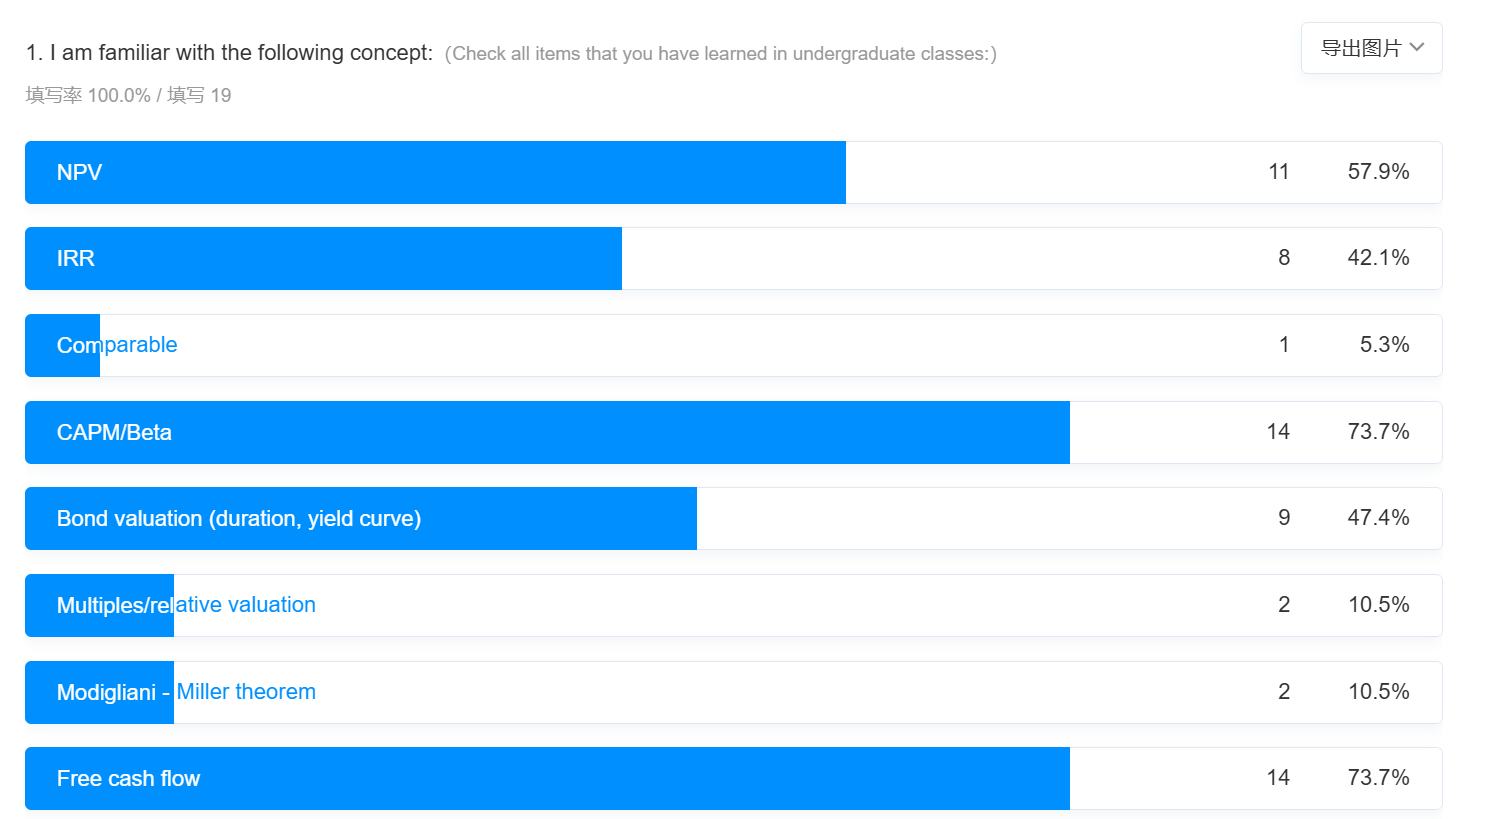 1. I am familiar with the following concept: (Check all items that you have learned in undergraduate classes:)
导出图片
填写率 100.0% / 填写 19
NPV 11 57.9%
IRR 8 42.1%
Comparable 1 5.3%
CAPM/Beta 14 73.7%
Bond valuation (duration, yield curve) 9 47.4%
Multiples/relative valuation 2 10.5%
Modigliani - Miller theorem 2 10.5%
Free cash flow 14 73.7%